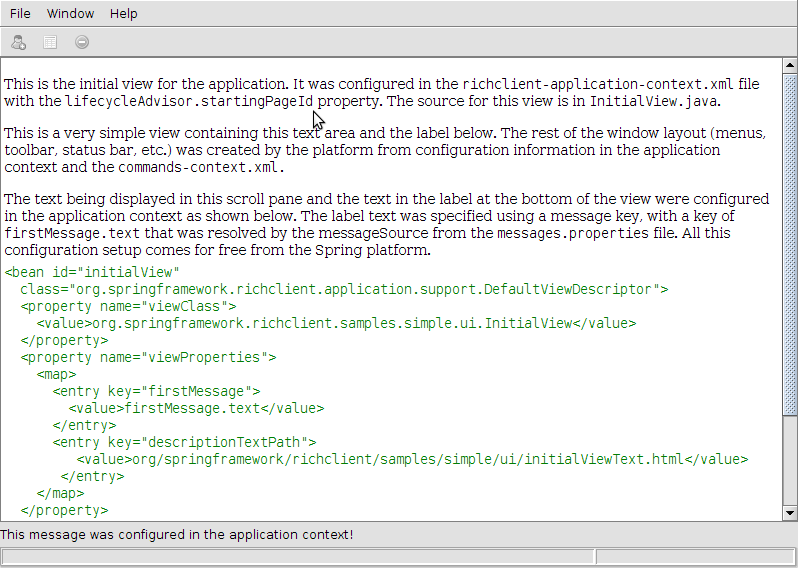 File Window Help
This is the initial view for the application. It was configured in the richclient-application-context.xml file
with the lifecycleAdvisor.startingPageId property. The source for this view is in InitialView.java.
This is a very simple view containing this text area and the label below. The rest of the window layout (menus,
toolbar, status bar, etc.) was created by the platform from configuration information in the application
context and the commands-context.xml.
The text being displayed in this scroll pane and the text in the label at the bottom of the view were configured
in the application context as shown below. The label text was specified using a message key, with a key of
firstMessage.text that was resolved by the messageSource from the messages.properties file. All this
configuration setup comes for free from the Spring platform.
<bean id="initialView"
class="org.springframework.richclient.application.support.DefaultViewDescriptor">
<property name="viewClass">
<value>org.springframework.richclient.samples.simple.ui.InitialView</value>
</property>
<property name="viewProperties">
<map>
<entry key="firstMessage">
<value>firstMessage.text</value>
</entry>
<entry key="descriptionTextPath">
<value>org/springframework/richclient/samples/simple/ui/initialViewText.html</value>
</entry>
</map>
</property>
This message was configured in the application context!